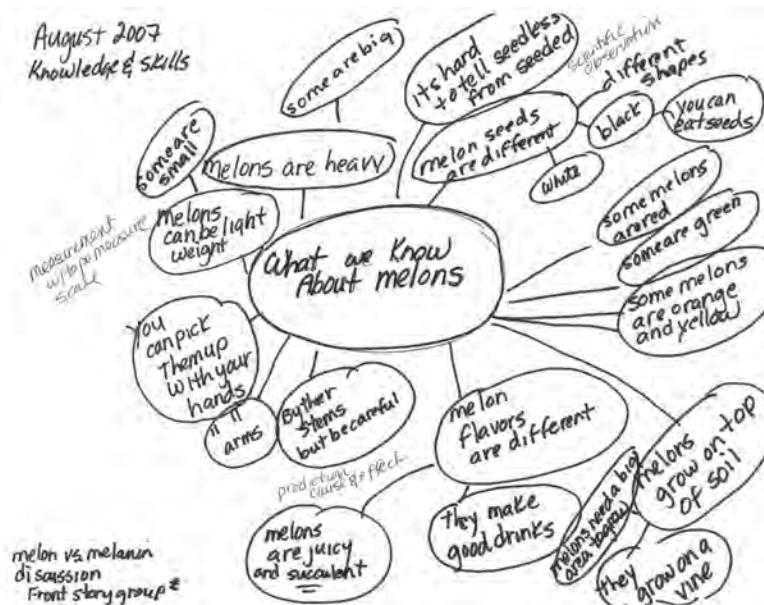 August 2007
Knowledge & skills
some are big
its hard
to tell seedless
from seeded
scientific
observation
different
shapes
black
you can
eat seeds
melon seeds
are different
white
some are
small
melons are heavy
melons
can be light
weight
measurement
w/tape measure
scale
What we Know
About melons
some melons
are red
some are green
some melons
are orange
and yellow
You
can pick
Them up
with your
hands
" "
arms
By ther
stems
but be careful
melon
flavors
are different
melons
grow on top
of soil
melons need a big
area to grow
they
grow on a
vine
prediction
cause & effect
melons
are juicy
and succulent
they make
good drinks
melon vs. melanin
discussion
Front story group